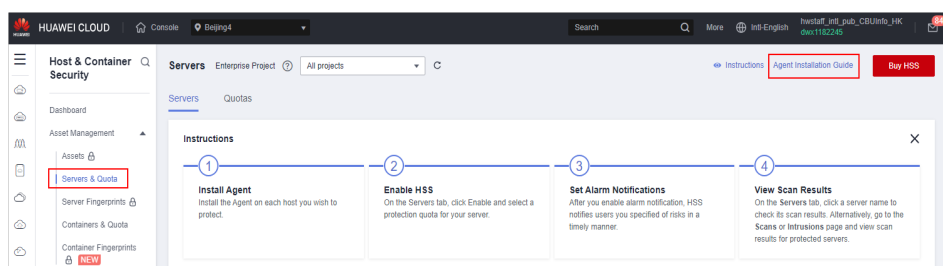 HUAWEI
HUAWEI CLOUD
Console
Beijing4
Search
More
Intl-English
hwstaff_intl_pub_CBUInfo_HK
dwx1182245
Host & Container
Security
Dashboard
Asset Management
Assets
Servers & Quota
Server Fingerprints
Containers & Quota
Container Fingerprints
NEW
Servers Enterprise Project ? All projects
Instructions Agent Installation Guide Buy HSS
Servers Quotas
Instructions
1
Install Agent
Install the Agent on each host you wish to
protect.
2
Enable HSS
On the Servers tab, click Enable and select a
protection quota for your server.
3
Set Alarm Notifications
After you enable alarm notification, HSS
notifies users you specified of risks in a
timely manner.
4
View Scan Results
On the Servers tab, click a server name to
check its scan results. Alternatively, go to the
Scans or Intrusions page and view scan
results for protected servers.